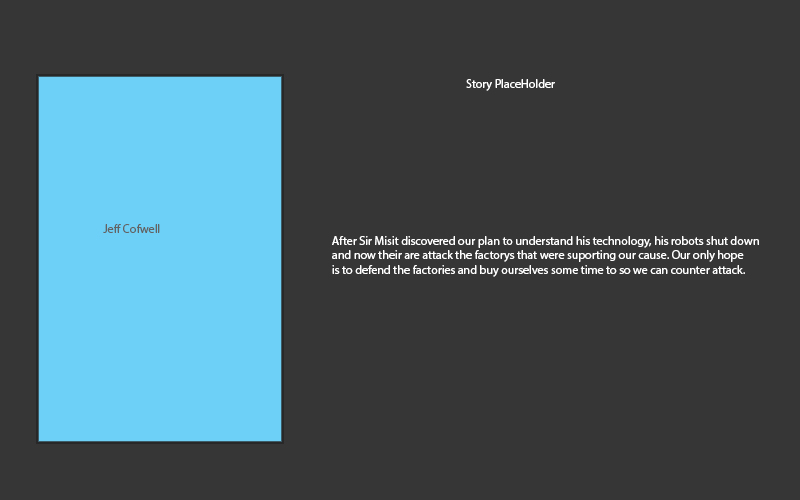 Story PlaceHolder
Jeff Cofwell
After Sir Misit discovered our plan to understand his technology, his robots shut down
and now their are attack the factorys that were suporting our cause. Our only hope
is to defend the factories and buy ourselves some time to so we can counter attack.